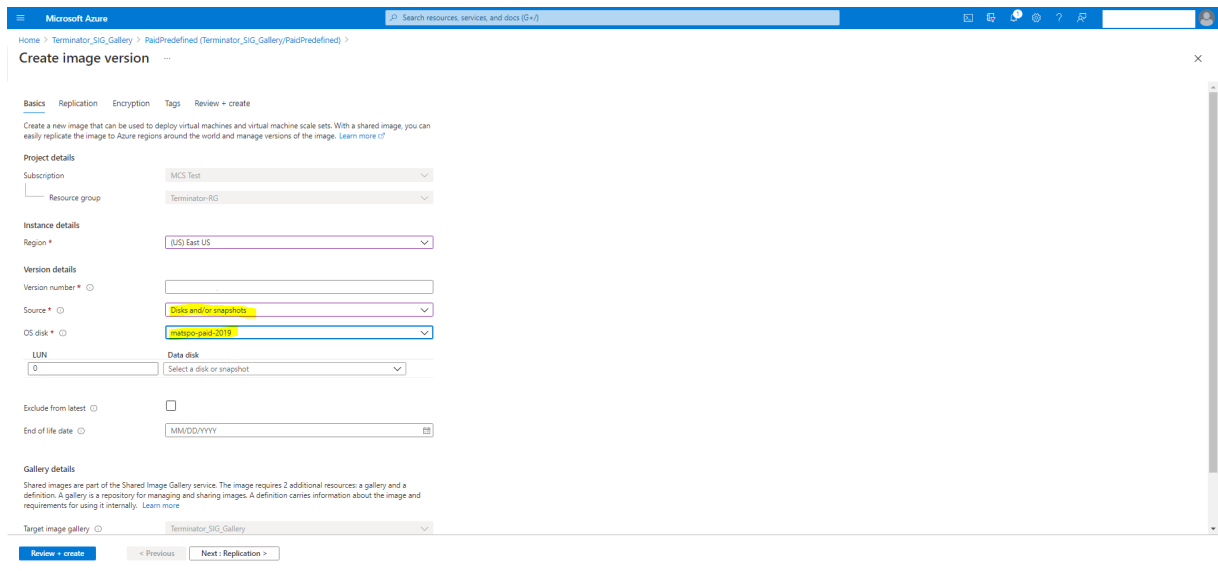 Microsoft Azure
Search resources, services, and docs (G+/)
Home > Terminator_SIG_Gallery > PaidPredefined (Terminator_SIG_Gallery/PaidPredefined) >
Create image version ...
Basics Replication Encryption Tags Review + create
Create a new image that can be used to deploy virtual machines and virtual machine scale sets. With a shared image, you can
easily replicate the image to Azure regions around the world and manage versions of the image. Learn more
Project details
Subscription MCS Test
Resource group Terminator-RG
Instance details
Region * (US) East US
Version details
Version number *
Source * Disks and/or snapshots
OS disk * matspo-paid-2019
LUN Data disk
0 Select a disk or snapshot
Exclude from latest
End of life date MM/DD/YYYY
Gallery details
Shared images are part of the Shared Image Gallery service. The image requires 2 additional resources: a gallery and a
definition. A gallery is a repository for managing and sharing images. A definition carries information about the image and
requirements for using it internally. Learn more
Target image gallery Terminator_SIG_Gallery
Review + create < Previous Next : Replication >